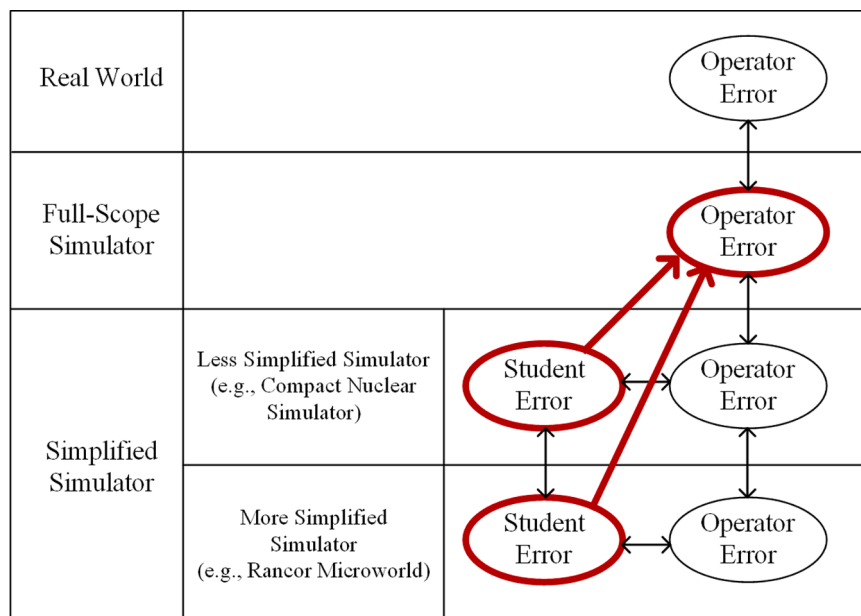 Real World
Operator
Error
Full-Scope
Simulator
Operator
Error
Simplified
Simulator
Less Simplified Simulator
(e.g., Compact Nuclear
Simulator)
Student
Error
Operator
Error
More Simplified
Simulator
(e.g., Rancor Microworld)
Student
Error
Operator
Error